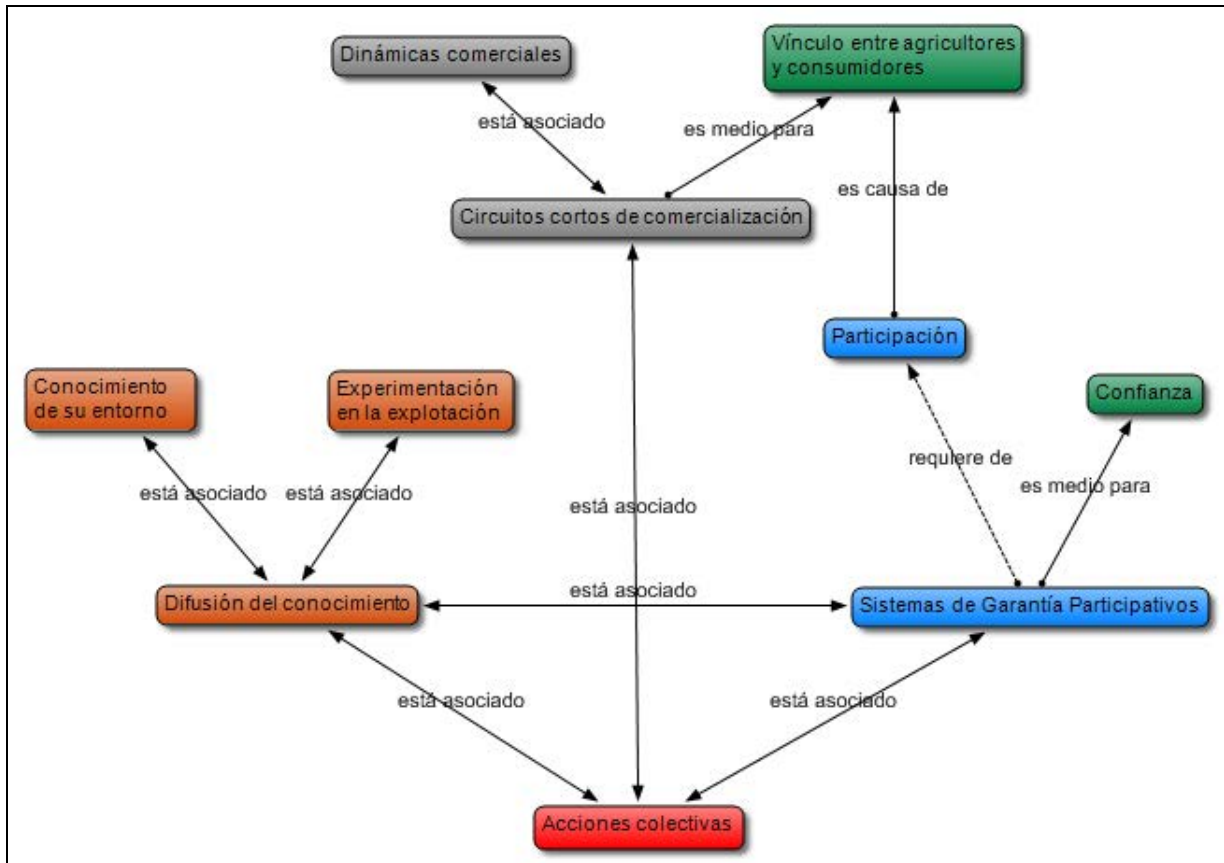 Dinámicas comerciales
Vínculo entre agricultores
y consumidores
está asociado
es medio para
es causa de
Circuitos cortos de comercialización
Participación
Conocimiento
de su entorno
Experimentación
en la explotación
Confianza
requiere de
está asociado
está asociado
está asociado
es medio para
está asociado
Difusión del conocimiento
Sistemas de Garantía Participativos
está asociado
está asociado
Acciones colectivas